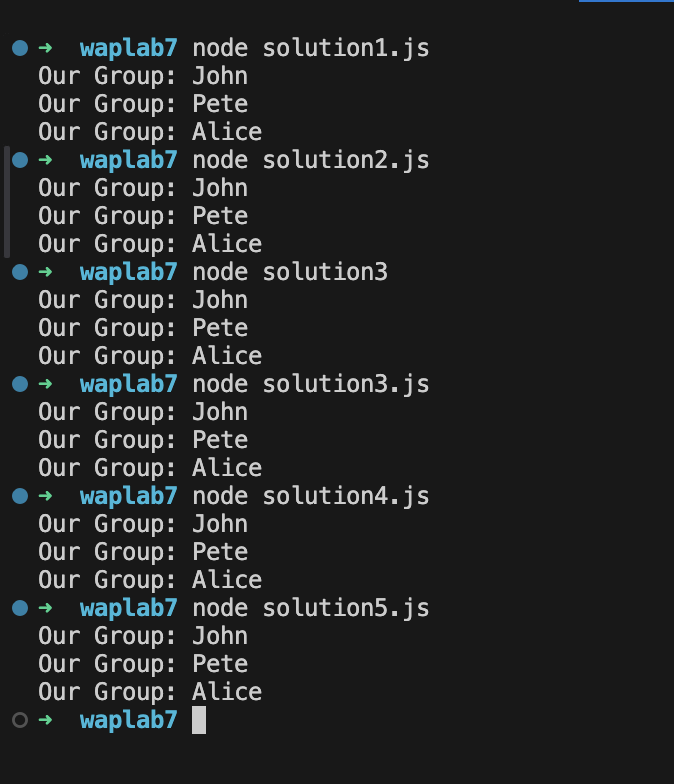 ➜ waplab7 node solution1.js
Our Group: John
Our Group: Pete
Our Group: Alice
➜ waplab7 node solution2.js
Our Group: John
Our Group: Pete
Our Group: Alice
➜ waplab7 node solution3
Our Group: John
Our Group: Pete
Our Group: Alice
➜ waplab7 node solution3.js
Our Group: John
Our Group: Pete
Our Group: Alice
➜ waplab7 node solution4.js
Our Group: John
Our Group: Pete
Our Group: Alice
➜ waplab7 node solution5.js
Our Group: John
Our Group: Pete
Our Group: Alice
➜ waplab7